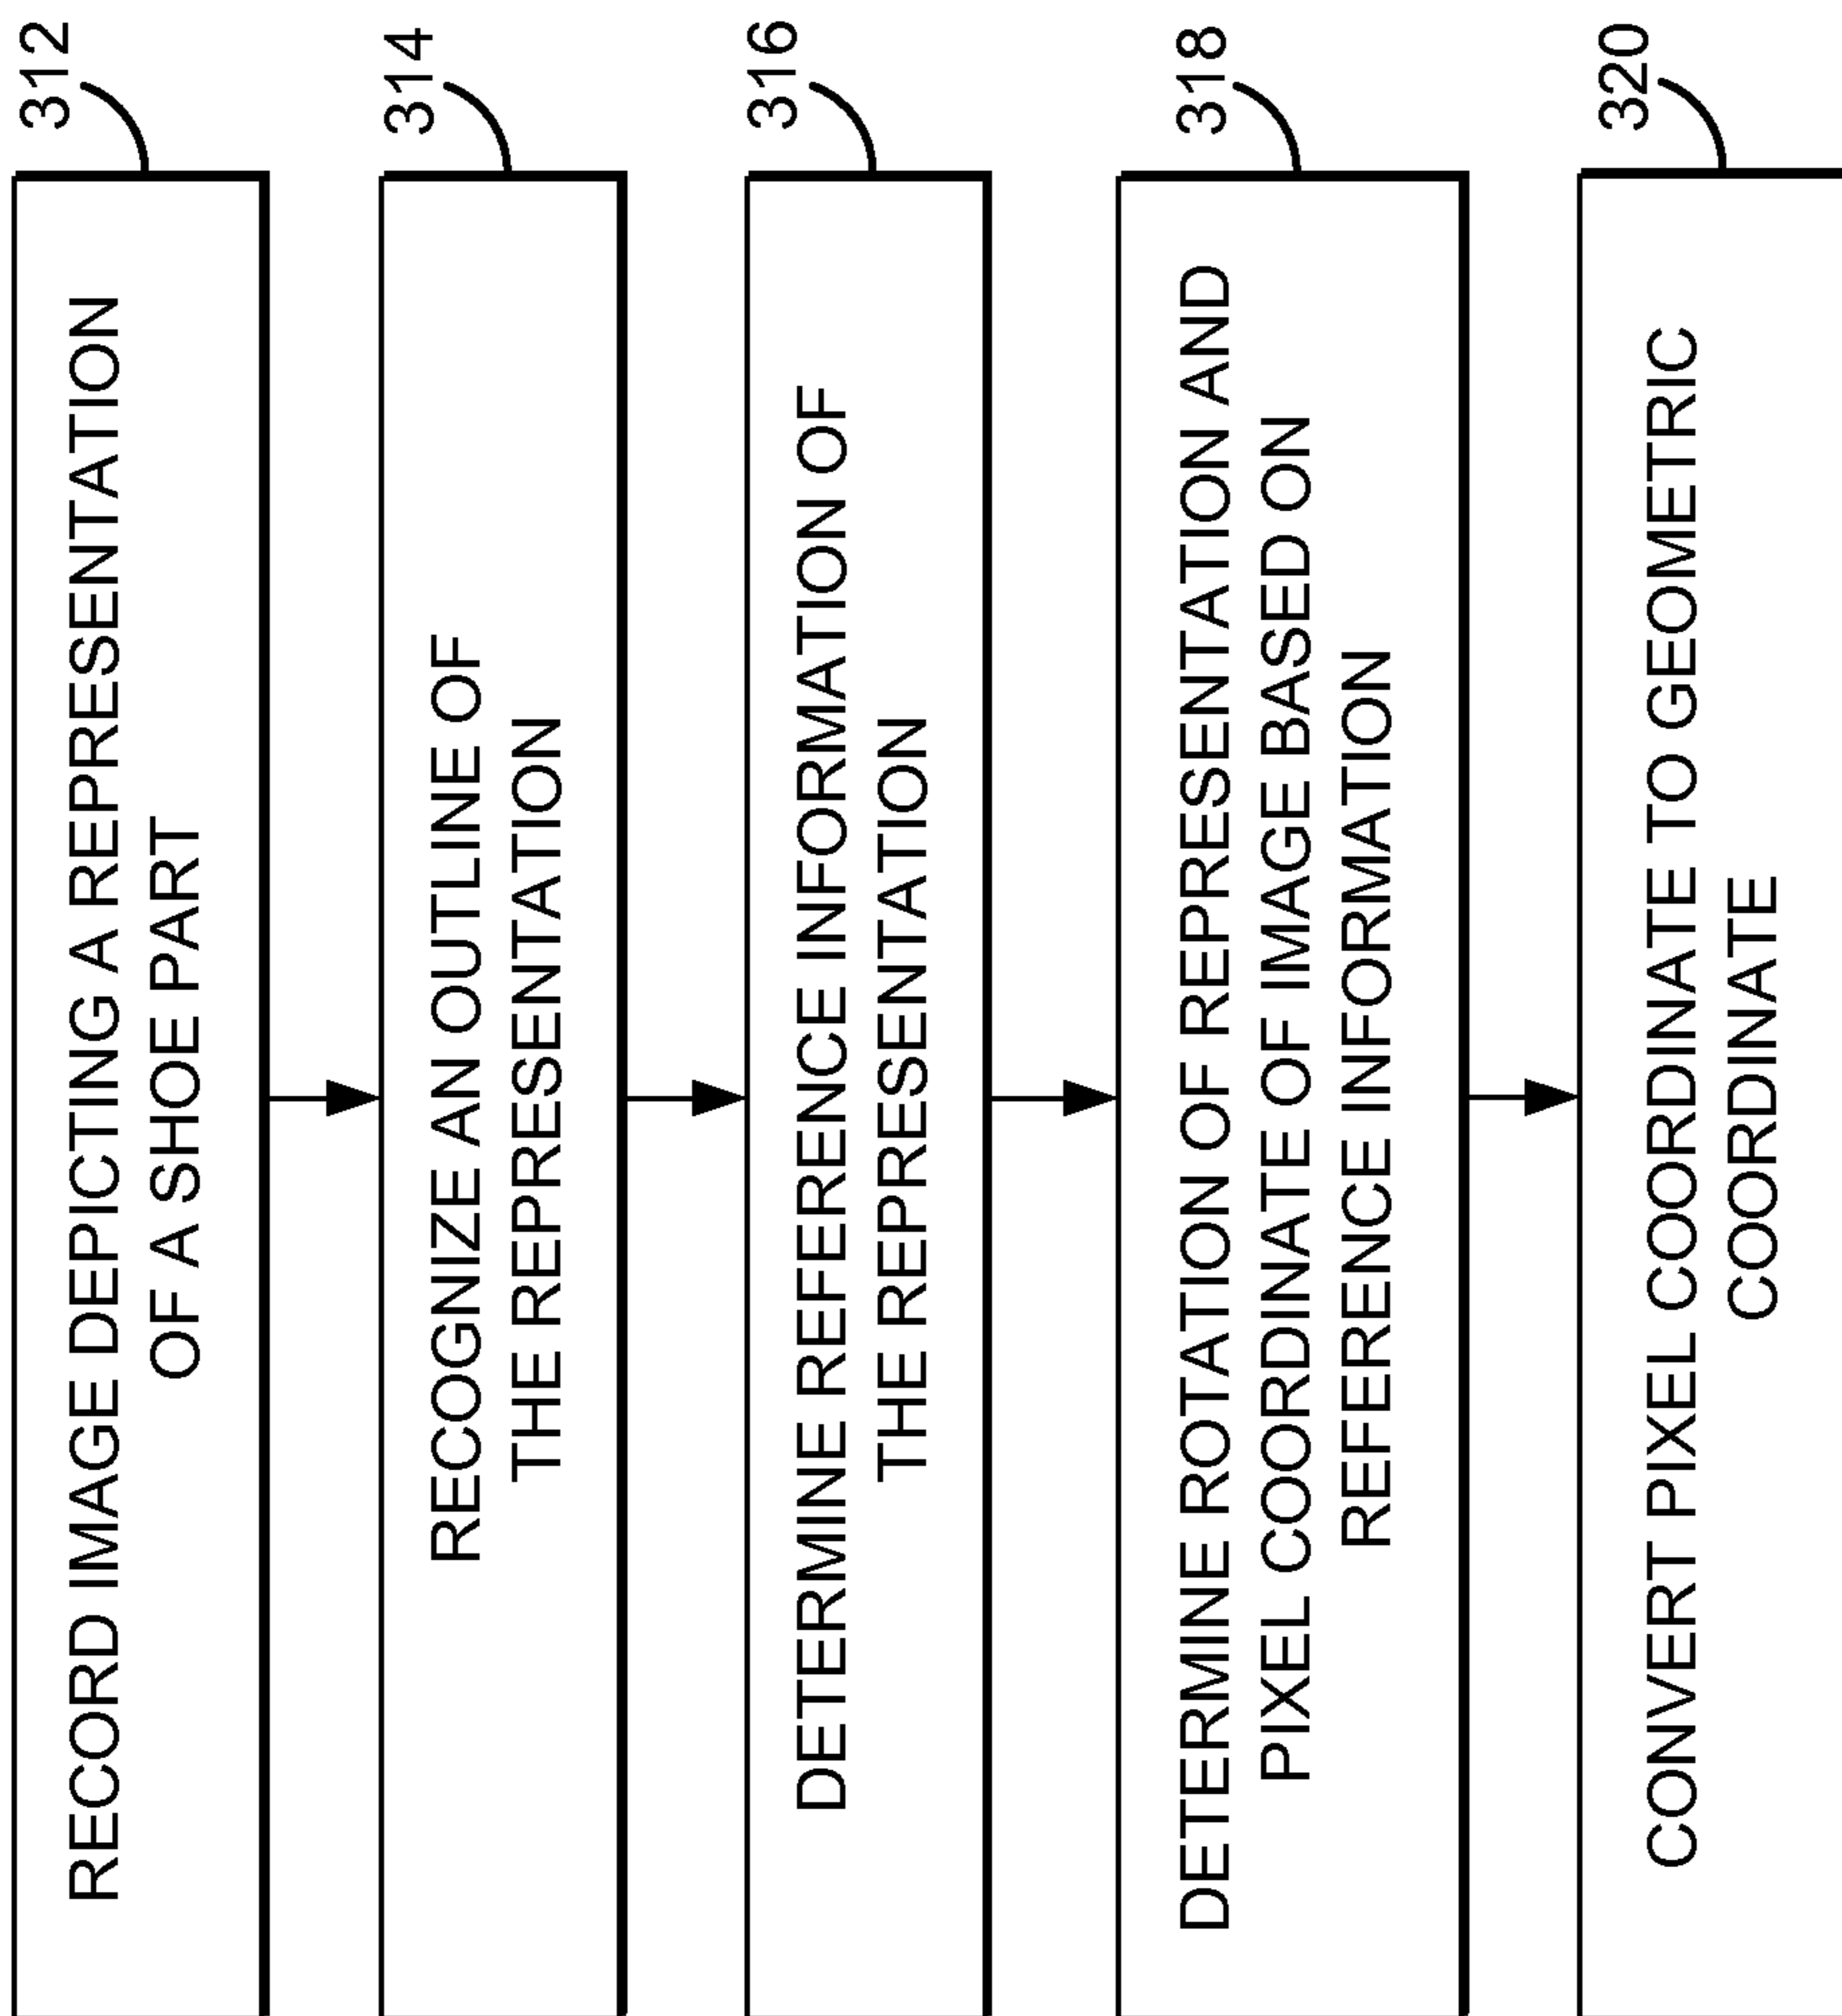 312
RECORD IMAGE DEPICTING A REPRESENTATION
OF A SHOE PART
314
RECOGNIZE AN OUTLINE OF
THE REPRESENTATION
316
DETERMINE REFERENCE INFORMATION OF
THE REPRESENTATION
318
DETERMINE ROTATION OF REPRESENTATION AND
PIXEL COORDINATE OF IMAGE BASED ON
REFERENCE INFORMATION
320
CONVERT PIXEL COORDINATE TO GEOMETRIC
COORDINATE